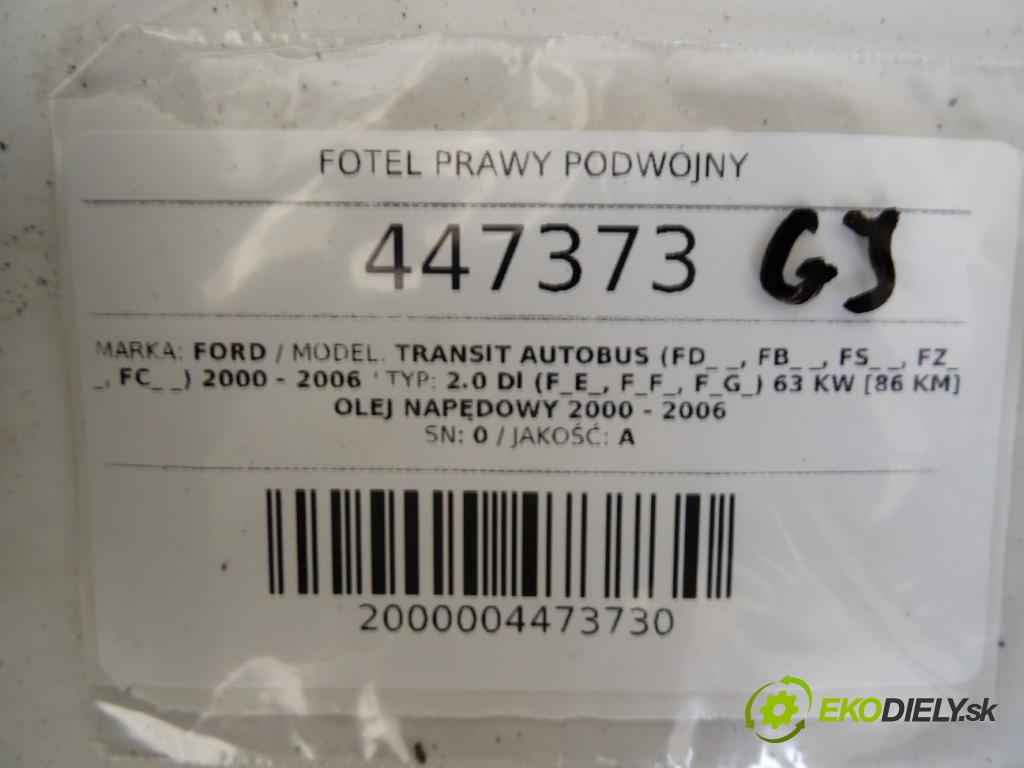 FOTEL PRAWY PODWOJNY
447373 GJ
MARKA: FORD / MODEL: TRANSIT AUTOBUS (FD_ _, FB_ _, FS_ _, FZ_
_, FC_ _) 2000 - 2006 / TYP: 2.0 DI (F_E_, F_F_, F_G_) 63 KW [86 KM]
OLEJ NAPĘDOWY 2000 - 2006
SN: 0 / JAKOŚĆ: A
2000004473730
EKODIELY.sk